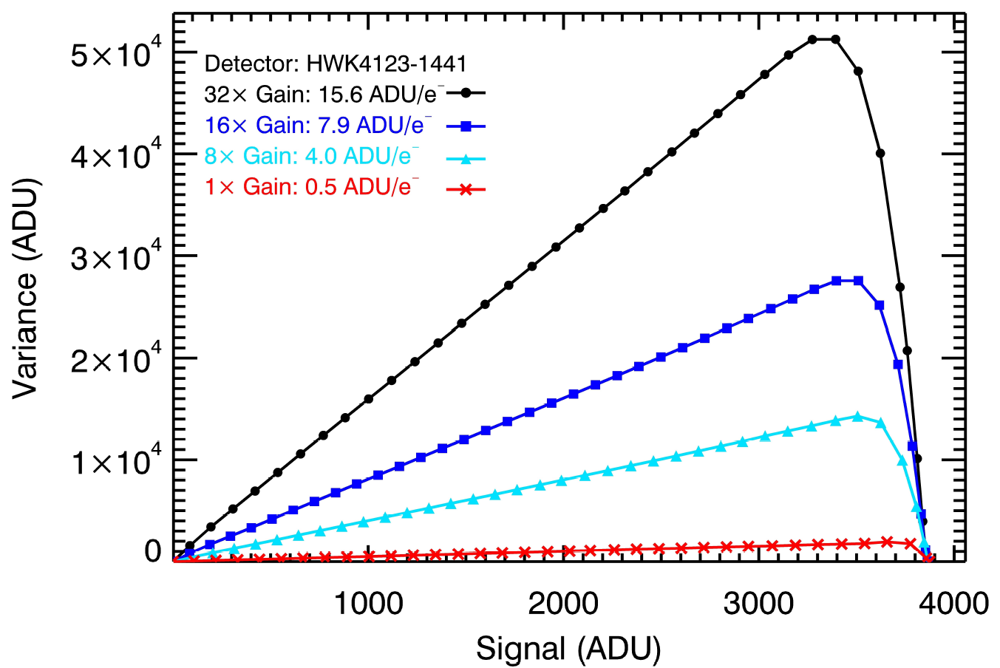 5×10⁴
4×10⁴
3×10⁴
2×10⁴
1×10⁴
0
Variance (ADU)
Detector: HWK4123-1441
32× Gain: 15.6 ADU/e⁻
16× Gain: 7.9 ADU/e⁻
8× Gain: 4.0 ADU/e⁻
1× Gain: 0.5 ADU/e⁻
1000 2000 3000 4000
Signal (ADU)